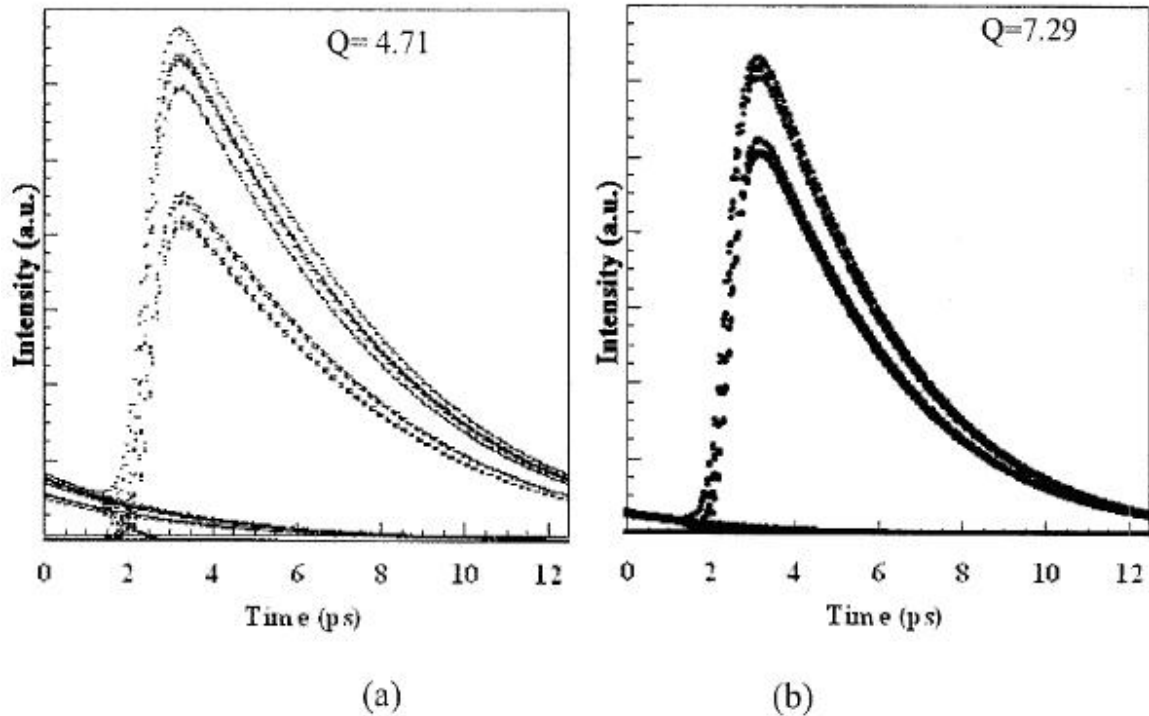 Q= 4.71
Intensity (a.u.)
0 2 4 6 8 10 12
Time (ps)
(a)
Q=7.29
Intensity (a.u.)
0 2 4 6 8 10 12
Time (ps)
(b)